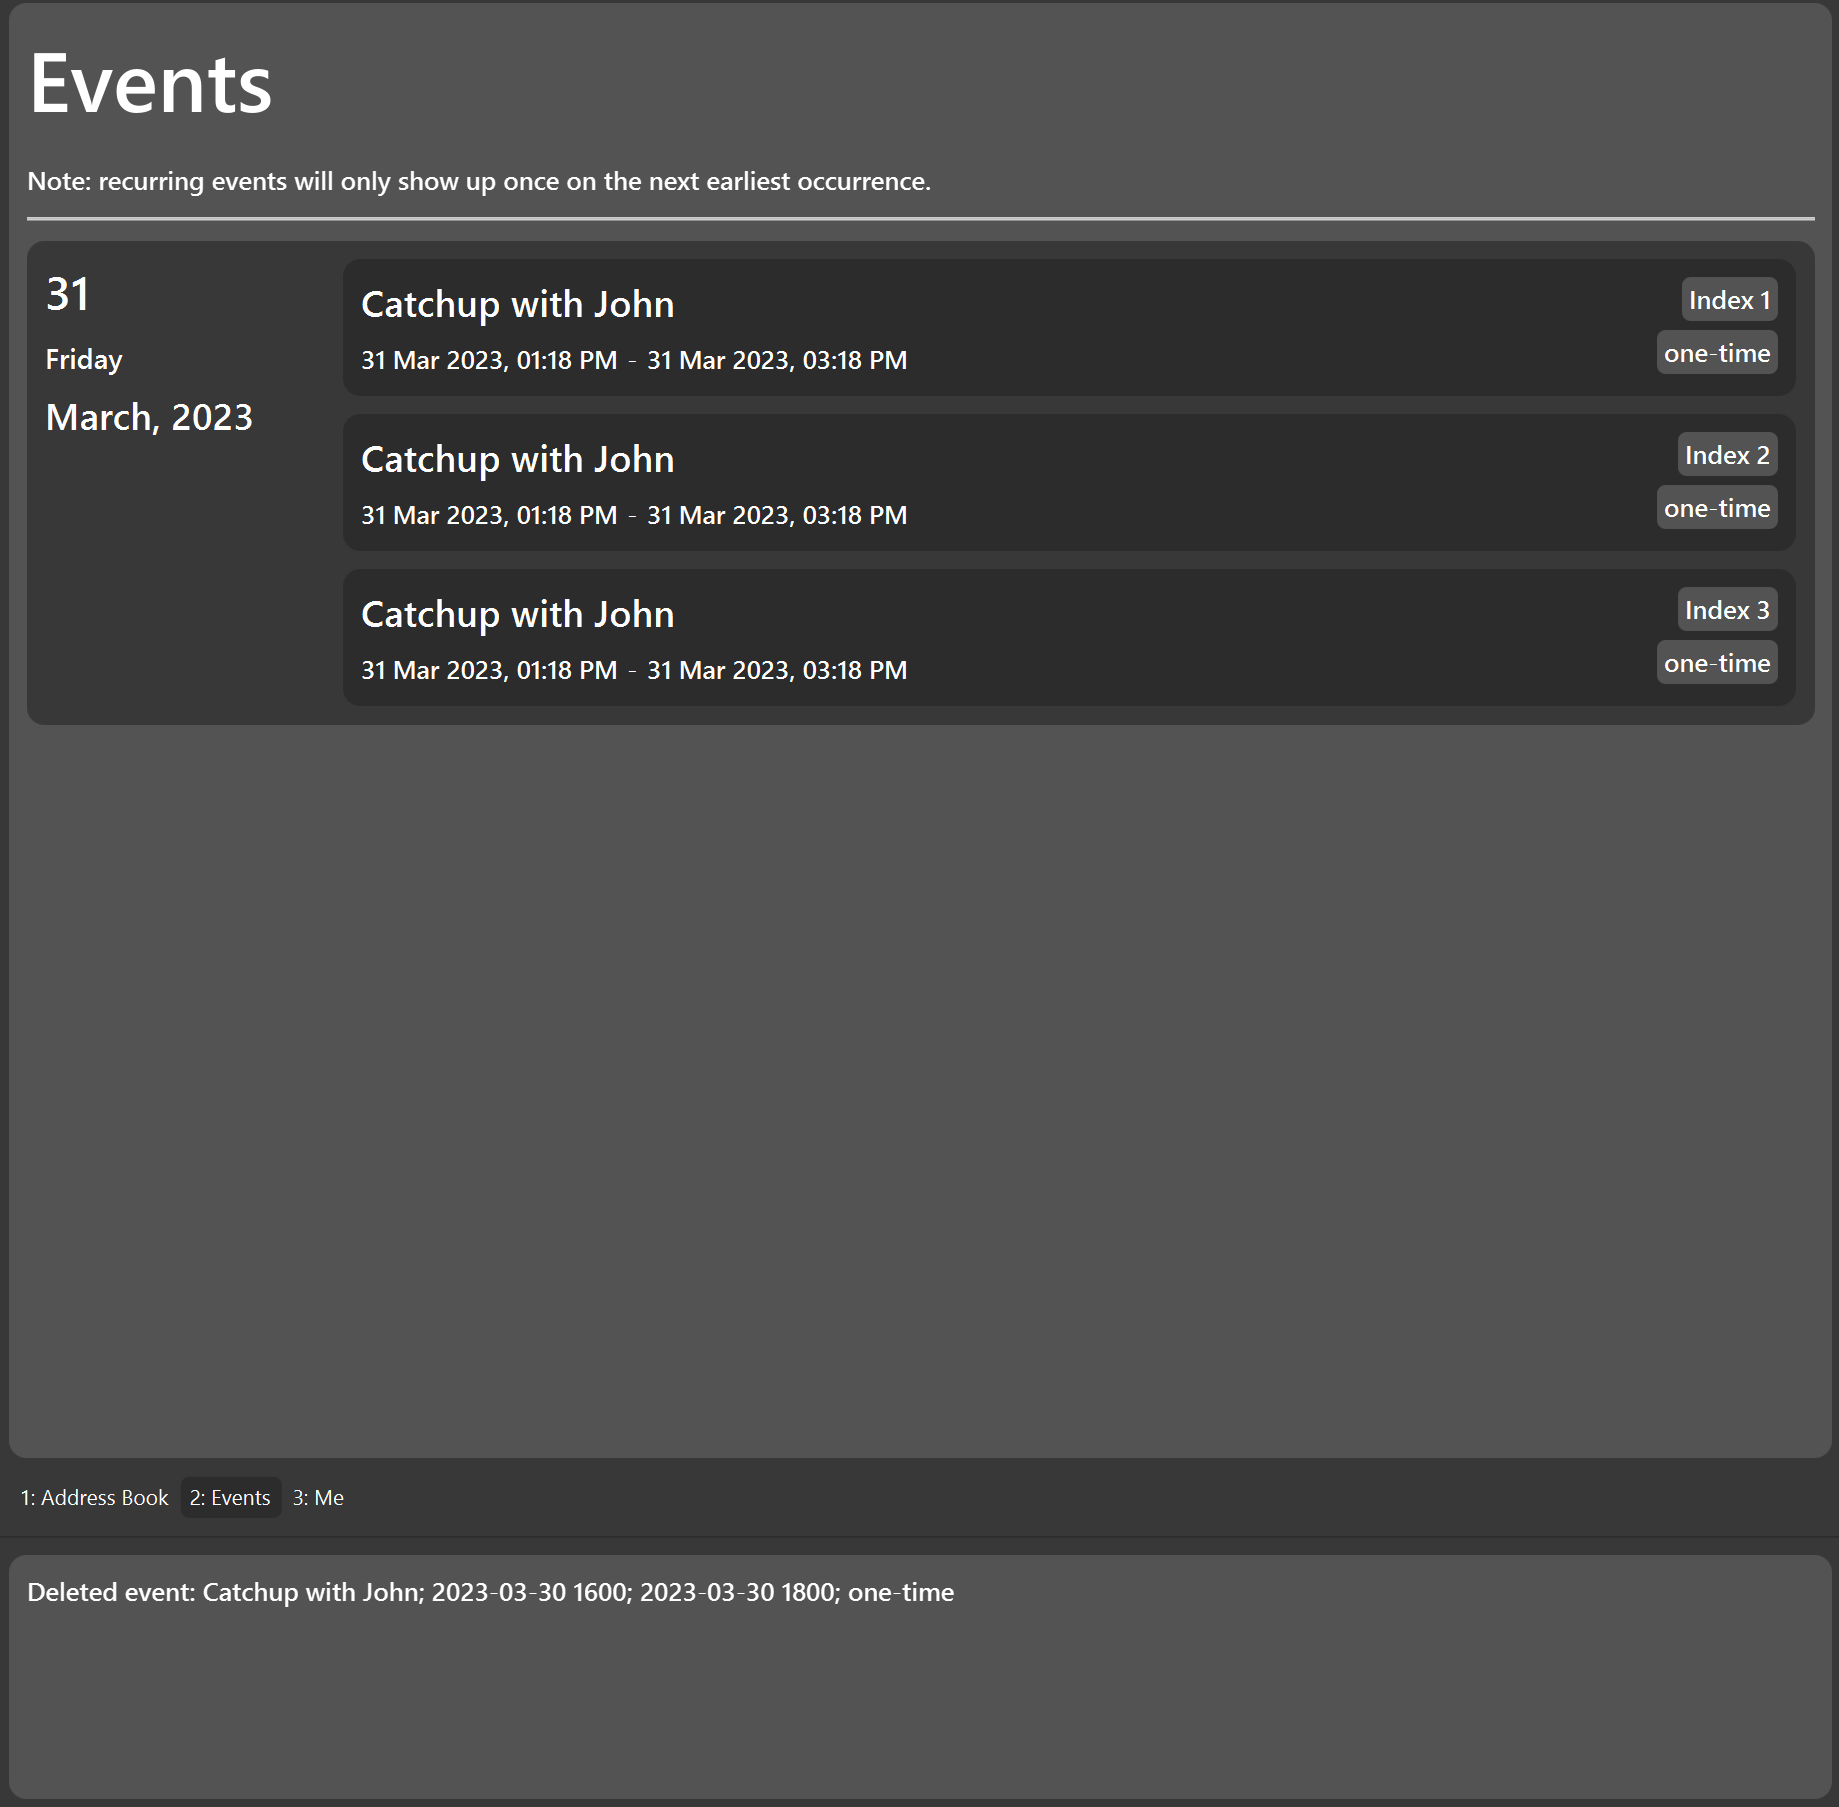 Events
Note: recurring events will only show up once on the next earliest occurrence.
31
Friday
March, 2023
Catchup with John
Index 1
31 Mar 2023, 01:18 PM - 31 Mar 2023, 03:18 PM
one-time
Catchup with John
Index 2
31 Mar 2023, 01:18 PM - 31 Mar 2023, 03:18 PM
one-time
Catchup with John
Index 3
31 Mar 2023, 01:18 PM - 31 Mar 2023, 03:18 PM
one-time
1: Address Book 2: Events 3: Me
Deleted event: Catchup with John; 2023-03-30 1600; 2023-03-30 1800; one-time